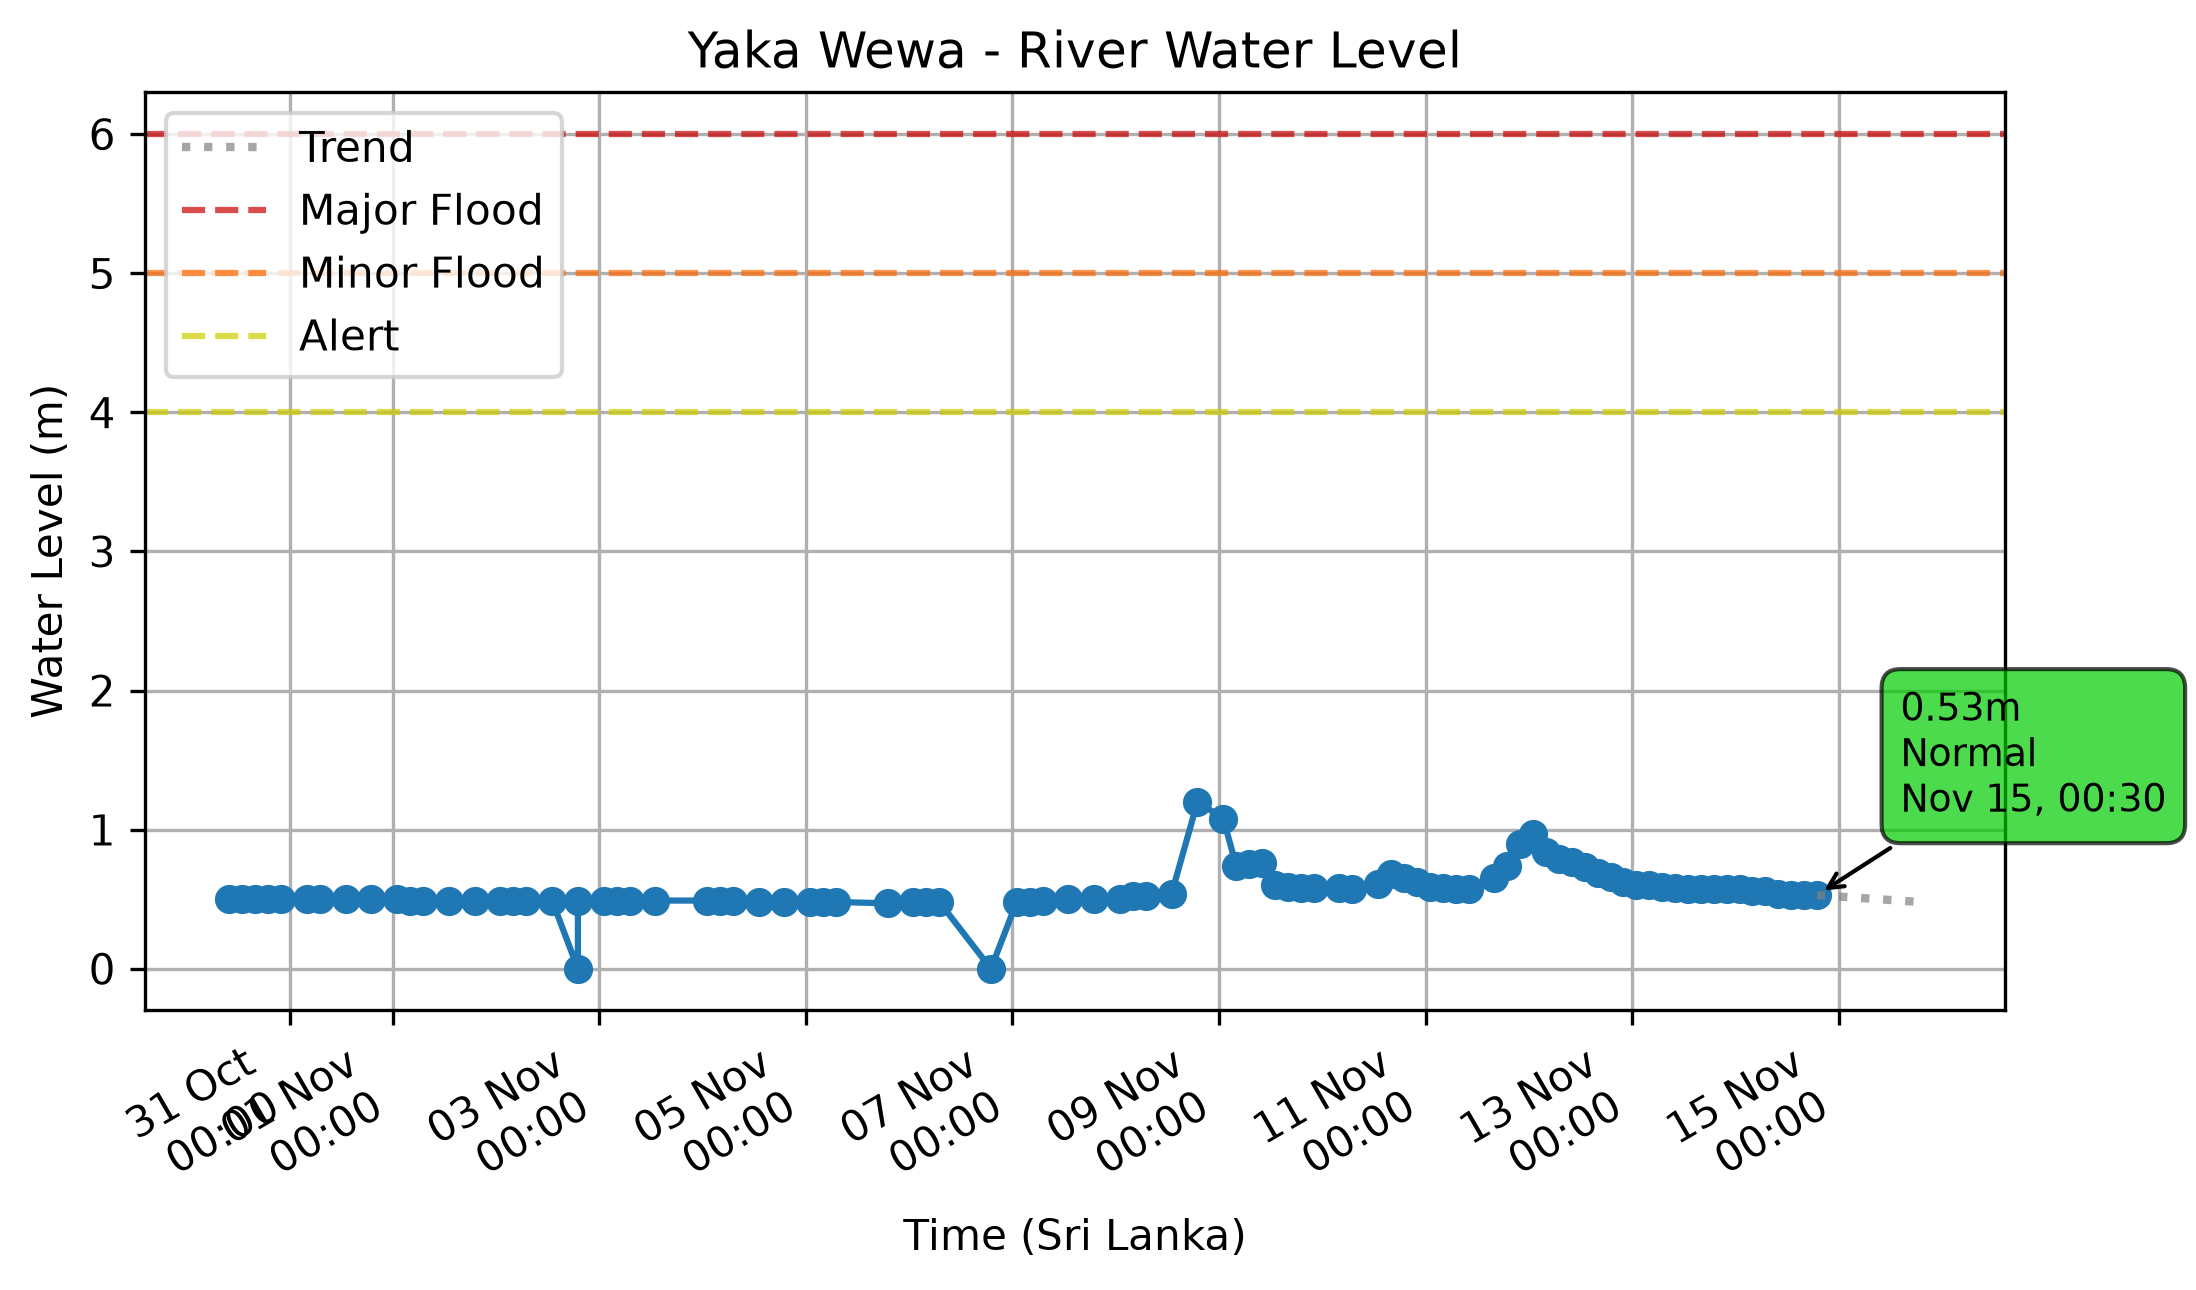 Yaka Wewa - River Water Level
Trend
Major Flood
Minor Flood
Alert
Water Level (m)
6
5
4
3
2
1
0
0.53m
Normal
Nov 15, 00:30
31 Oct
00:00
01 Nov
00:00
03 Nov
00:00
05 Nov
00:00
07 Nov
00:00
09 Nov
00:00
11 Nov
00:00
13 Nov
00:00
15 Nov
00:00
Time (Sri Lanka)